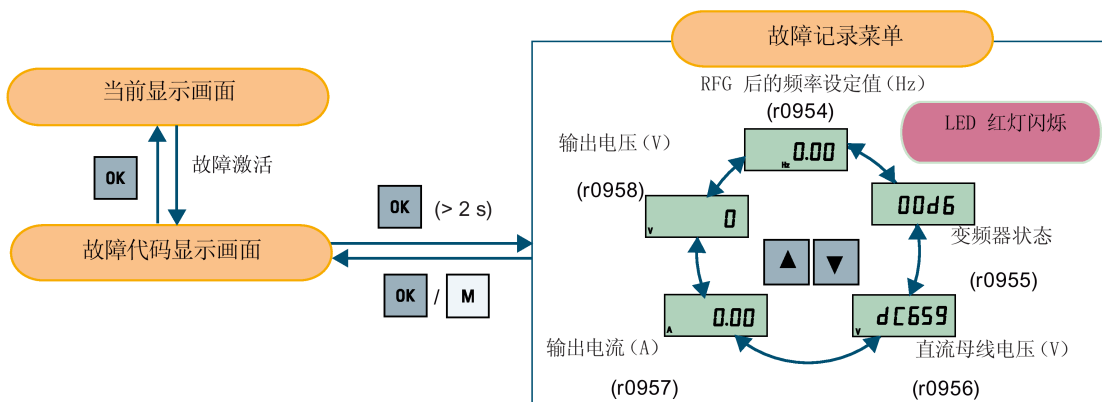 故障记录菜单
当前显示画面
RFG 后的频率设定值(Hz)
(r0954)
LED 红灯闪烁
输出电压(V)
Hz 0.00
OK
故障激活
(r0958)
OK (> 2 s)
V 0
00d6
故障代码显示画面
变频器状态
(r0955)
OK / M
A 0.00
V dC659
输出电流(A)
直流母线电压(V)
(r0957)
(r0956)